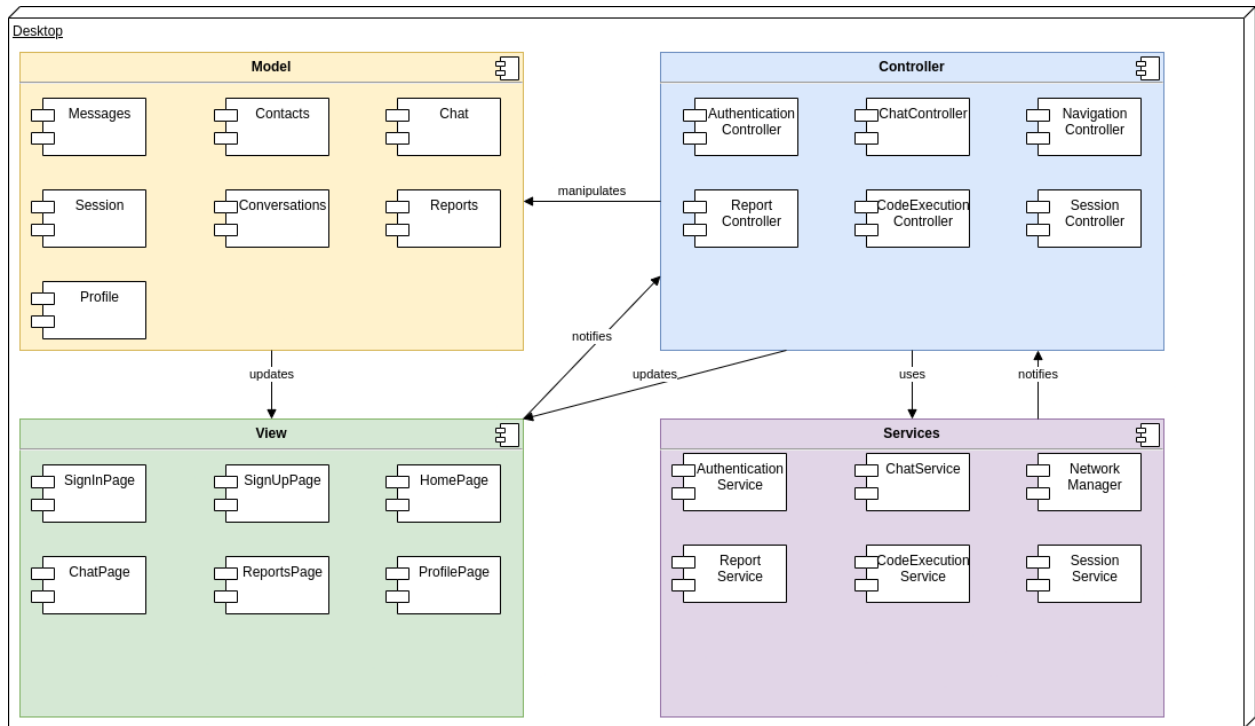 Desktop
Model
Messages
Contacts
Chat
Session
Conversations
Reports
Profile
Controller
Authentication
Controller
ChatController
Navigation
Controller
Report
Controller
CodeExecution
Controller
Session
Controller
manipulates
notifies
updates
updates
uses
notifies
View
SignInPage
SignUpPage
HomePage
ChatPage
ReportsPage
ProfilePage
Services
Authentication
Service
ChatService
Network
Manager
Report
Service
CodeExecution
Service
Session
Service